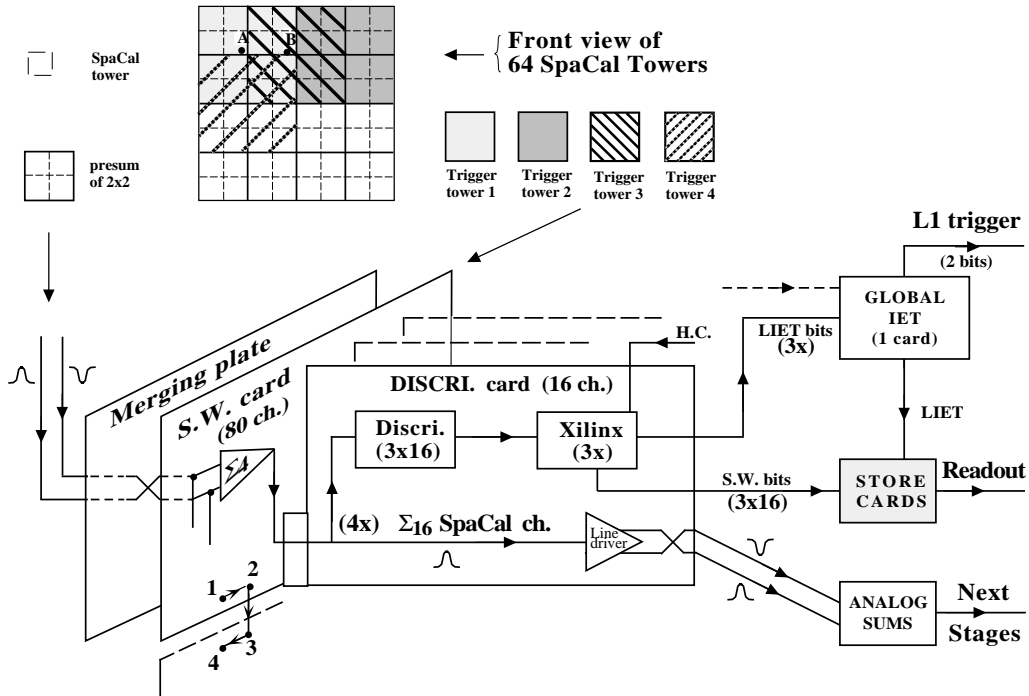 A
B
Front view of
64 SpaCal Towers
SpaCal
tower
presum
of 2x2
Trigger
tower 1
Trigger
tower 2
Trigger
tower 3
Trigger
tower 4
L1 trigger
(2 bits)
GLOBAL
IET
(1 card)
H.C.
LIET bits
(3x)
LIET
Merging plate
S.W. card
(80 ch.)
DISCRI. card (16 ch.)
Discri.
(3x16)
Xilinx
(3x)
Σ4
S.W. bits
(3x16)
STORE
CARDS
Readout
(4x) Σ16 SpaCal ch.
Line
driver
1
2
3
4
ANALOG
SUMS
Next
Stages